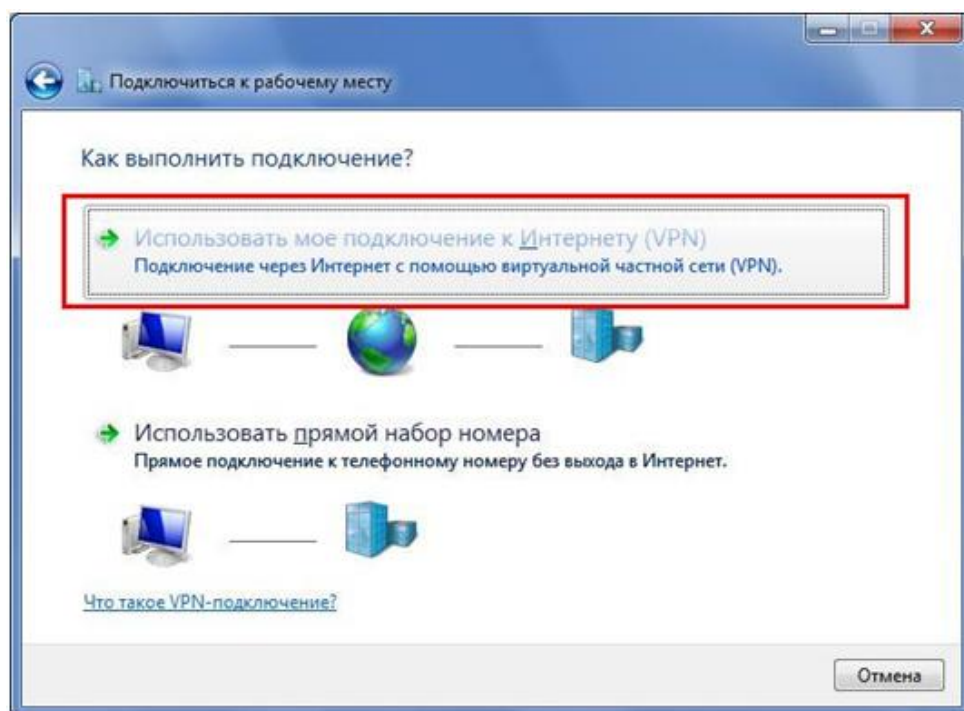 Подключиться к рабочему месту
Как выполнить подключение?
Использовать мое подключение к Интернету (VPN)
Подключение через Интернет с помощью виртуальной частной сети (VPN).
Использовать прямой набор номера
Прямое подключение к телефонному номеру без выхода в Интернет.
Что такое VPN-подключение?
Отмена